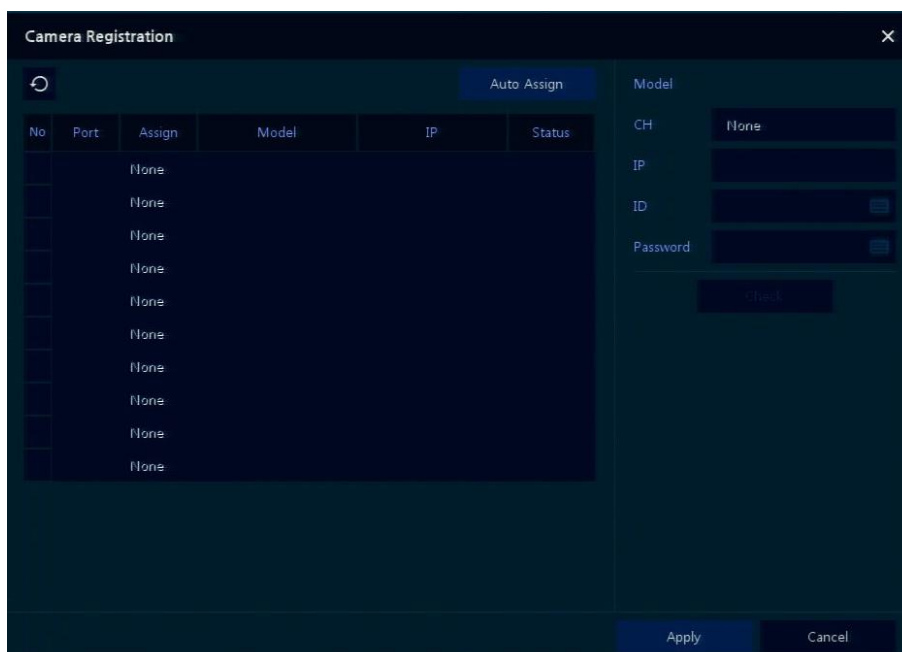 Camera Registration
Auto Assign
No Port Assign Model IP Status
None
None
None
None
None
None
None
None
None
None
Model
CH None
IP
ID
Password
Check
Apply Cancel